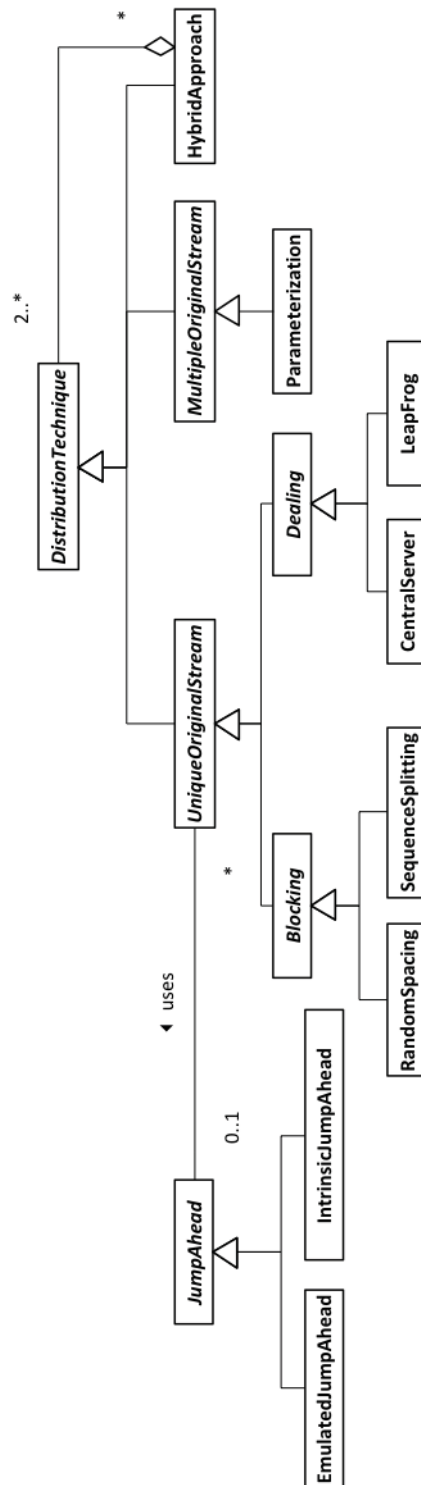 DistributionTechnique
2..*
*
JumpAhead
◀ uses
0..1
*
UniqueOriginalStream
MultipleOriginalStream
HybridApproach
EmulatedJumpAhead
IntrinsicJumpAhead
Blocking
Dealing
Parameterization
RandomSpacing
SequenceSplitting
CentralServer
LeapFrog